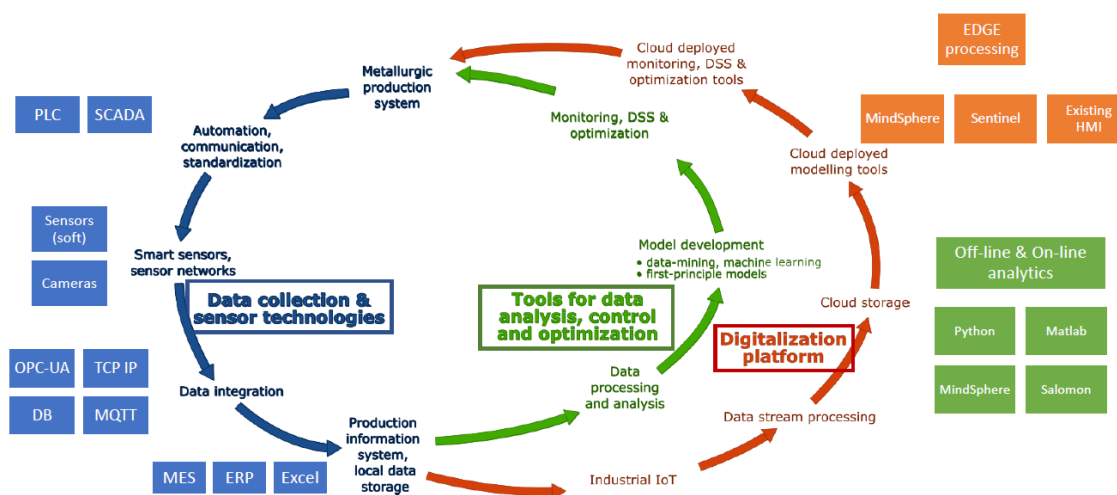 EDGE
processing
Cloud deployed
monitoring, DSS &
optimization tools
Metallurgic
production
system
PLC
SCADA
MindSphere
Sentinel
Existing
HMI
Monitoring, DSS
& optimization
Automation,
communication,
standardization
Cloud deployed
modelling tools
Sensors
(soft)
Cameras
Smart sensors,
sensor networks
Model development
• data-mining, machine learning
• first-principle models
Off-line & On-line
analytics
Data collection &
sensor technologies
Tools for data
analysis, control
and optimization
Cloud storage
Digitalization
platform
Python
Matlab
MindSphere
Salomon
OPC-UA
TCP IP
DB
MQTT
Data integration
Data
processing
and analysis
Data stream processing
Production
information
system,
local data
storage
MES
ERP
Excel
Industrial IoT